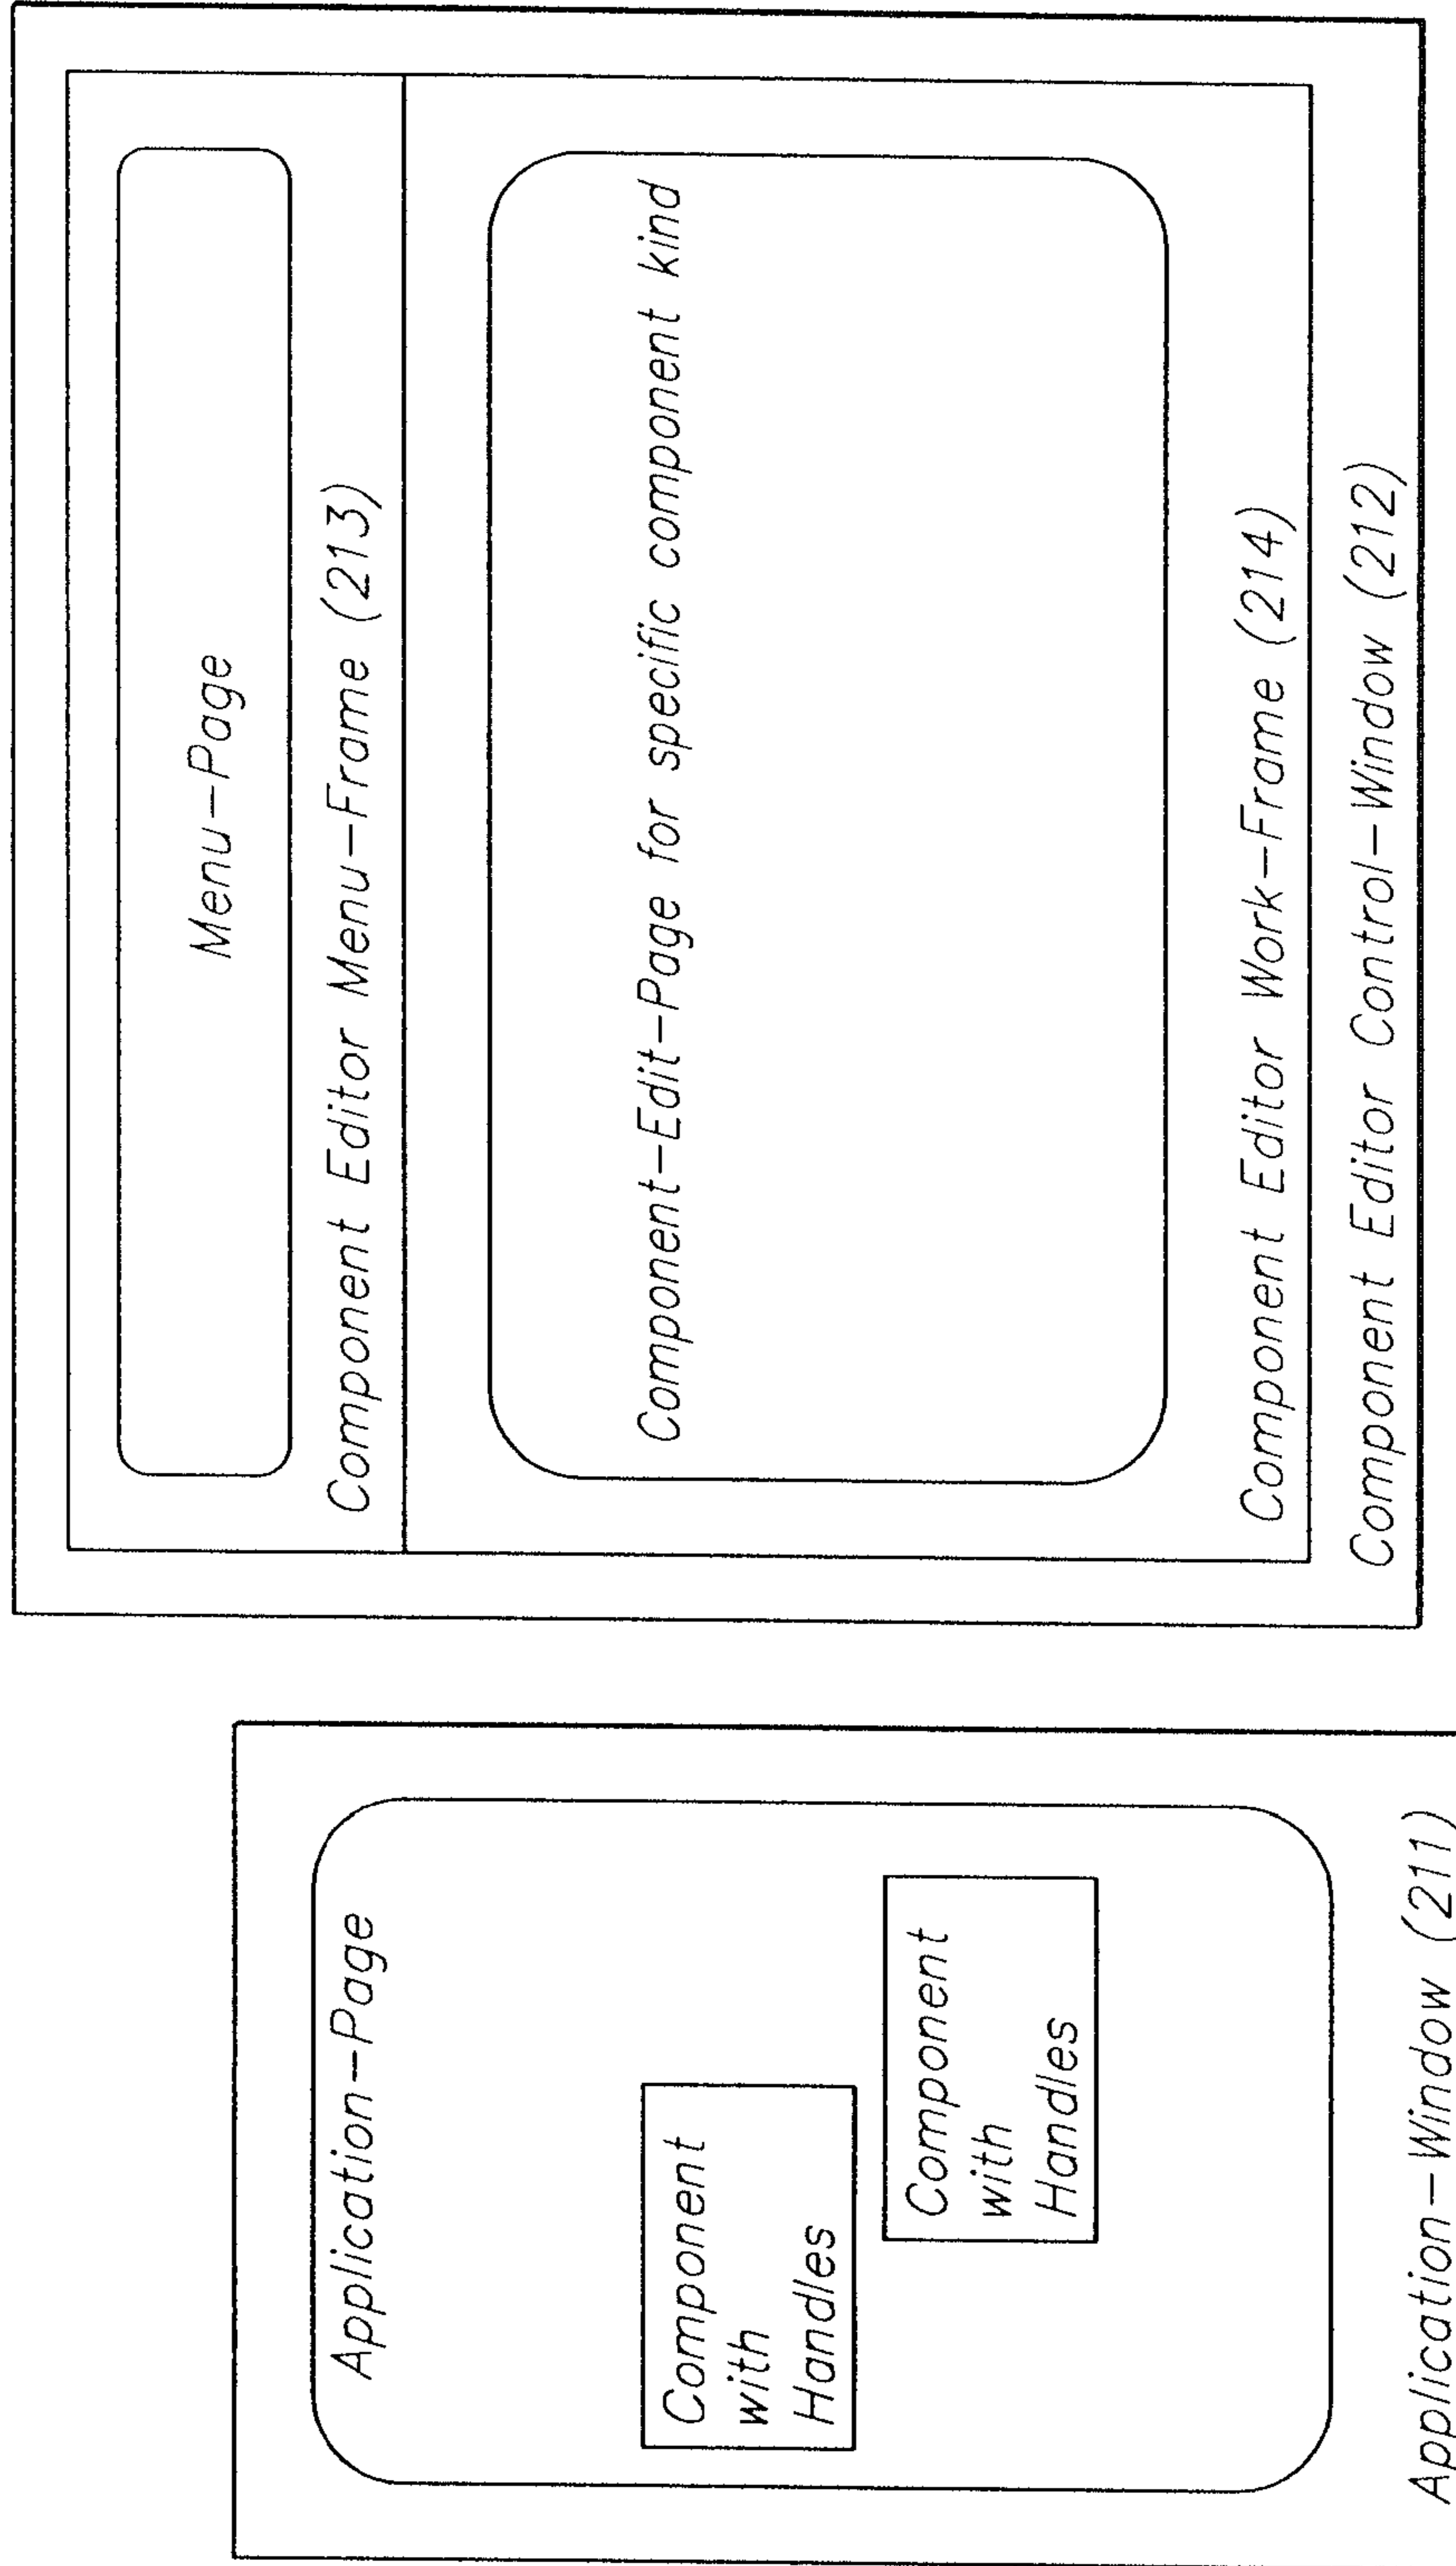 Application-Page
Component
with
Handles
Component
with
Handles
Application-Window (211)
Menu-Page
Component Editor Menu-Frame (213)
Component-Edit-Page for specific component kind
Component Editor Work-Frame (214)
Component Editor Control-Window (212)